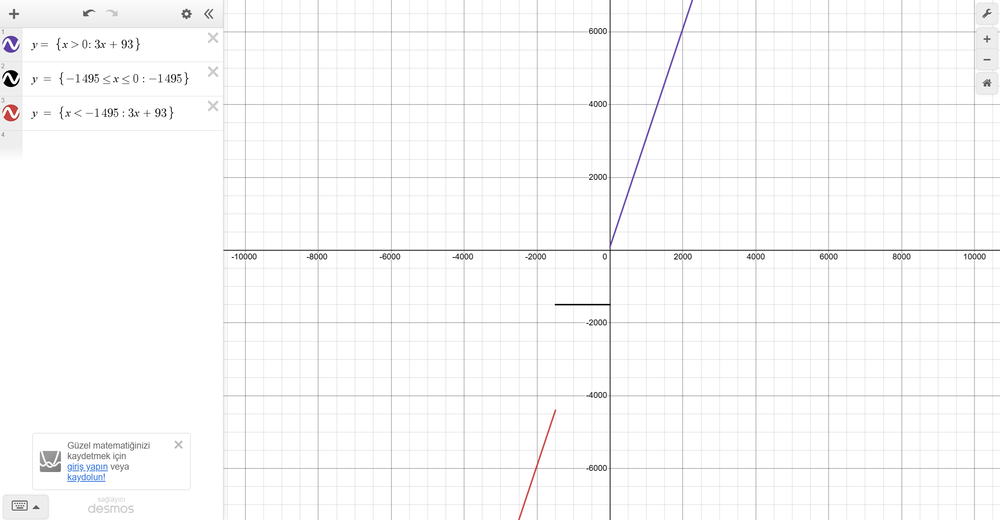 1
y = {x > 0: 3x + 93}
2
y = {−1495 ≤ x ≤ 0 : −1495}
3
y = {x < −1495 : 3x + 93}
4
Güzel matematiğinizi
kaydetmek için
giriş yapın veya
kaydolun!
sağlayıcı
desmos
6000
4000
2000
-10000 -8000 -6000 -4000 -2000 0 2000 4000 6000 8000 10000
-2000
-4000
-6000